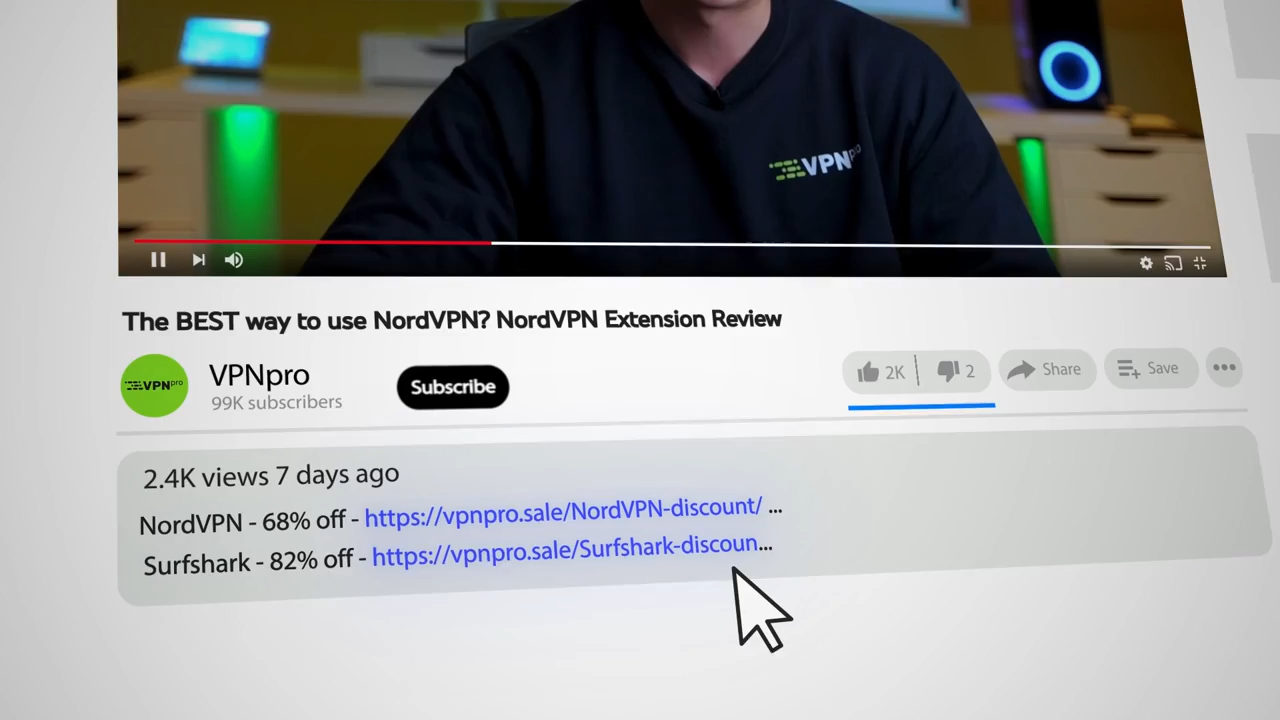 VPNpro
The BEST way to use NordVPN? NordVPN Extension Review
VPNpro
VPNpro
99K subscribers
Subscribe
2K
2
Share
Save
2.4K views 7 days ago
NordVPN - 68% off - https://vpnpro.sale/NordVPN-discount/ ...
Surfshark - 82% off - https://vpnpro.sale/Surfshark-discoun...